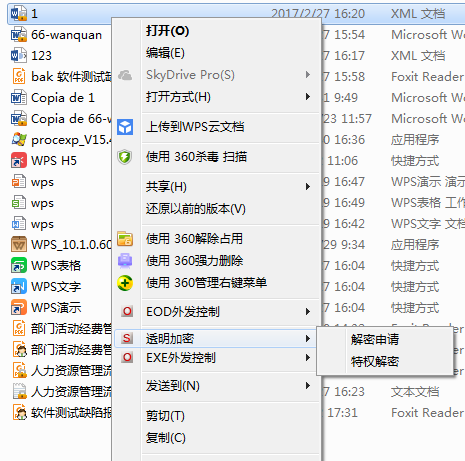 1
66-wanquan
123
bak 软件测试缺
Copia de 1
Copia de 66-w
procexp_V15.4
WPS H5
wps
wps
wps
WPS_10.1.0.60
WPS表格
WPS文字
WPS演示
部门活动经费管
部门活动经费管
人力资源管理流
人力资源管理流
软件测试缺陷报
打开(O)
编辑(E)
SkyDrive Pro(S)
打开方式(H)
上传到WPS云文档
使用 360杀毒 扫描
共享(H)
还原以前的版本(V)
使用 360解除占用
使用 360强力删除
使用 360管理右键菜单
EOD外发控制
透明加密
EXE外发控制
发送到(N)
剪切(T)
复制(C)
解密申请
特权解密
2017/2/27 16:20 XML 文档
/27 15:54 Microsoft W
/27 16:17 XML 文档
/27 15:58 Foxit Reader
1 9:49 Microsoft W
/23 11:57 Microsoft W
0 16:36 应用程序
11:06 快捷方式
9 16:47 WPS演示 演
9 16:49 WPS表格 工作
9 16:42 WPS文字 文档
29 9:34 应用程序
16:04 快捷方式
16:04 快捷方式
16:04 快捷方式
16:23 文本文档
17:31 Foxit Reader